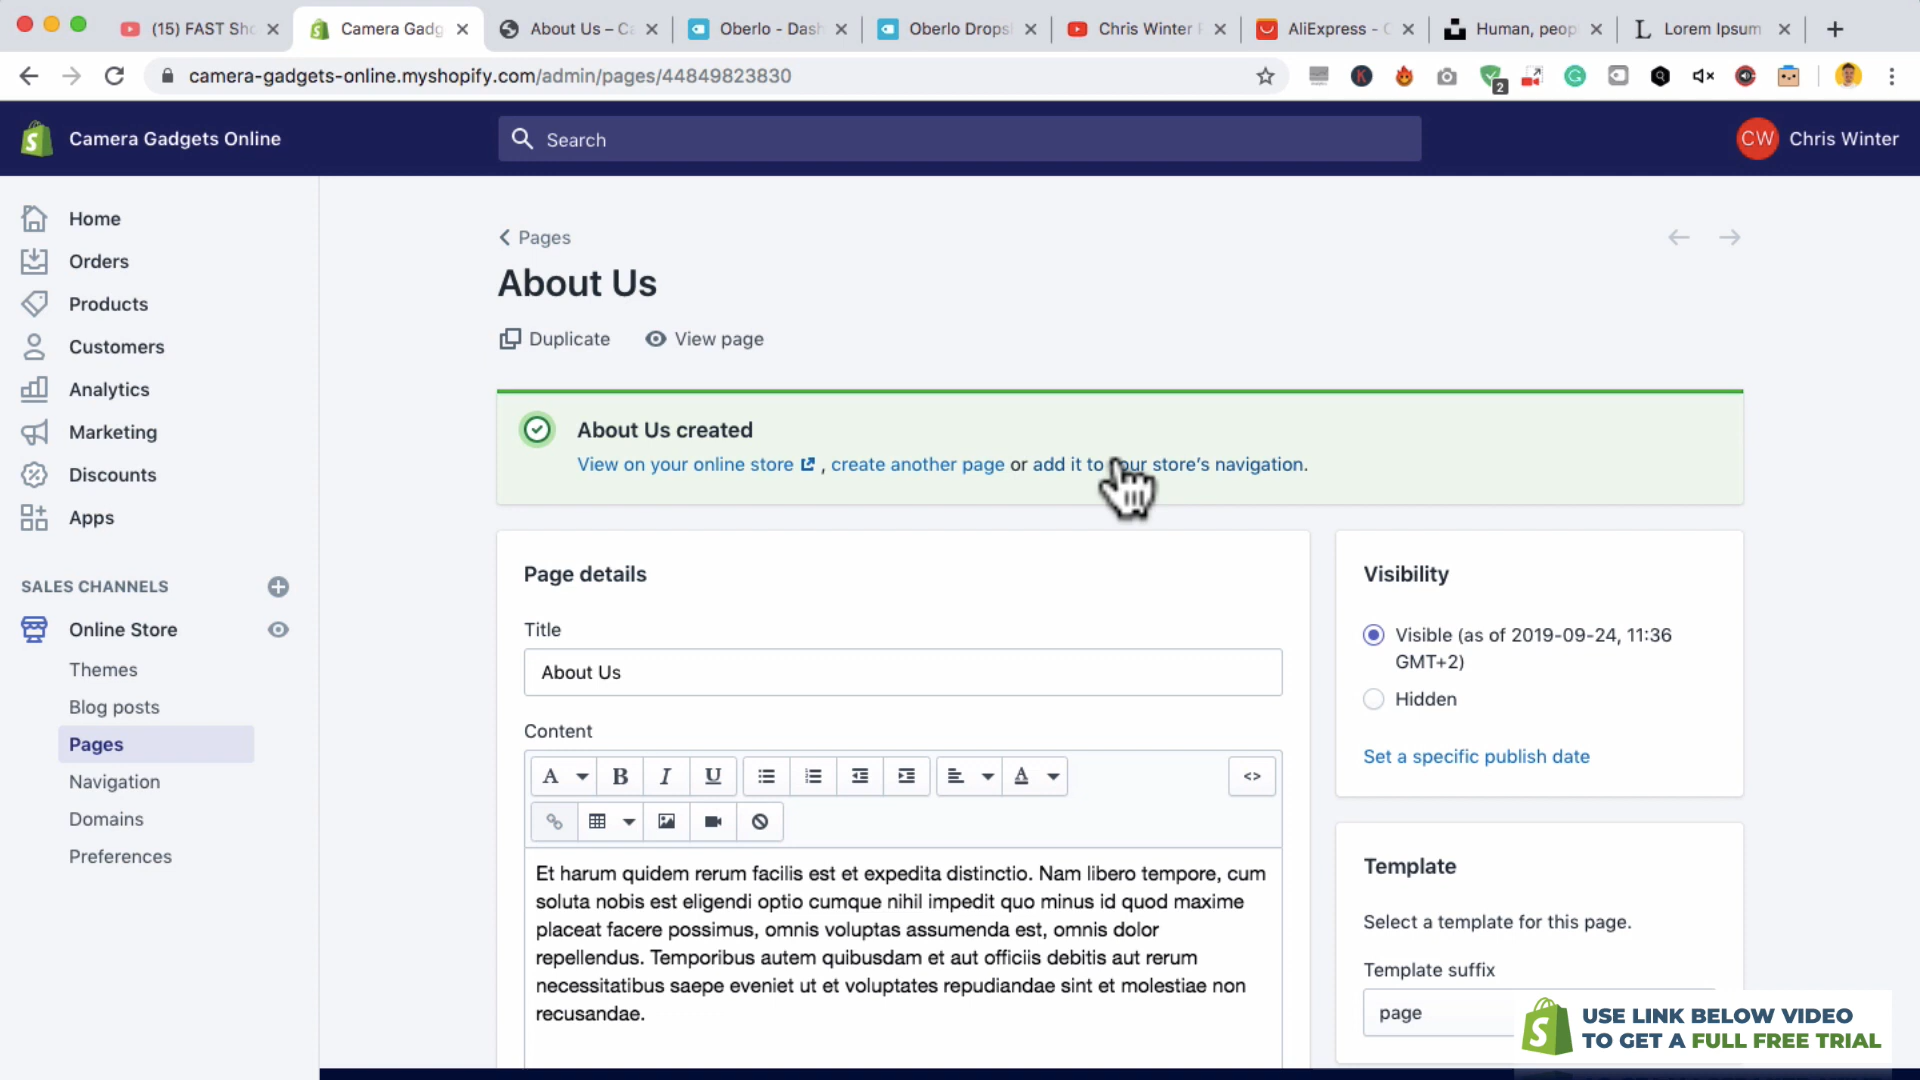 (15) FAST Sho
Camera Gadg
About Us – Ca
Oberlo - Dash
Oberlo Drops
Chris Winter
AliExpress - C
Human, peop
Lorem Ipsum
camera-gadgets-online.myshopify.com/admin/pages/44849823830
2
Camera Gadgets Online
Search
CW Chris Winter
Home
Orders
Products
Customers
Analytics
Marketing
Discounts
Apps
SALES CHANNELS
Online Store
Themes
Blog posts
Pages
Navigation
Domains
Preferences
Pages
About Us
Duplicate View page
About Us created
View on your online store , create another page or add it to your store's navigation.
Page details
Title
About Us
Content
Et harum quidem rerum facilis est et expedita distinctio. Nam libero tempore, cum
soluta nobis est eligendi optio cumque nihil impedit quo minus id quod maxime
placeat facere possimus, omnis voluptas assumenda est, omnis dolor
repellendus. Temporibus autem quibusdam et aut officiis debitis aut rerum
necessitatibus saepe eveniet ut et voluptates repudiandae sint et molestiae non
recusandae.
Visibility
Visible (as of 2019-09-24, 11:36
GMT+2)
Hidden
Set a specific publish date
Template
Select a template for this page.
Template suffix
page
USE LINK BELOW VIDEO
TO GET A FULL FREE TRIAL